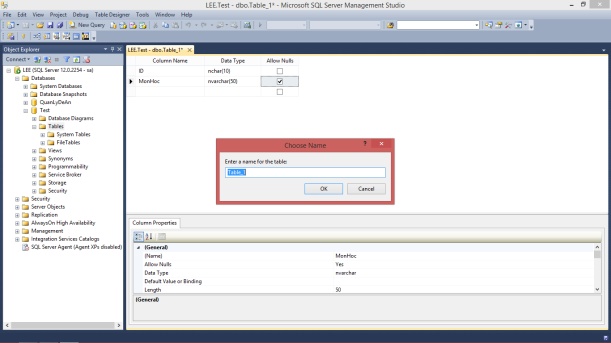 LEE.Test - dbo.Table_1* - Microsoft SQL Server Management Studio
File Edit View Project Debug Table Designer Tools Window Help
New Query
Object Explorer
Connect
LEE (SQL Server 12.0.2254 - sa)
Databases
System Databases
Database Snapshots
QuanLyDeAn
Test
Database Diagrams
Tables
System Tables
FileTables
Views
Synonyms
Programmability
Service Broker
Storage
Security
Security
Server Objects
Replication
AlwaysOn High Availability
Management
Integration Services Catalogs
SQL Server Agent (Agent XPs disabled)
LEE.Test - dbo.Table_1*
Column Name Data Type Allow Nulls
ID nchar(10)
MonHoc nvarchar(50)
Choose Name
Enter a name for the table:
Table_1
OK Cancel
Column Properties
(General)
(Name) MonHoc
Allow Nulls Yes
Data Type nvarchar
Default Value or Binding
Length 50
(General)